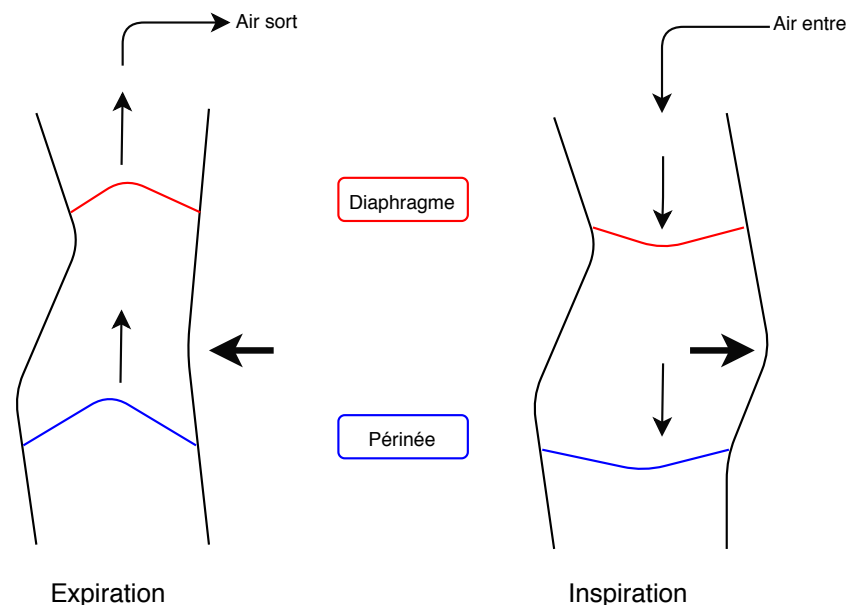 Air sort
Air entre
Diaphragme
Périnée
Expiration
Inspiration